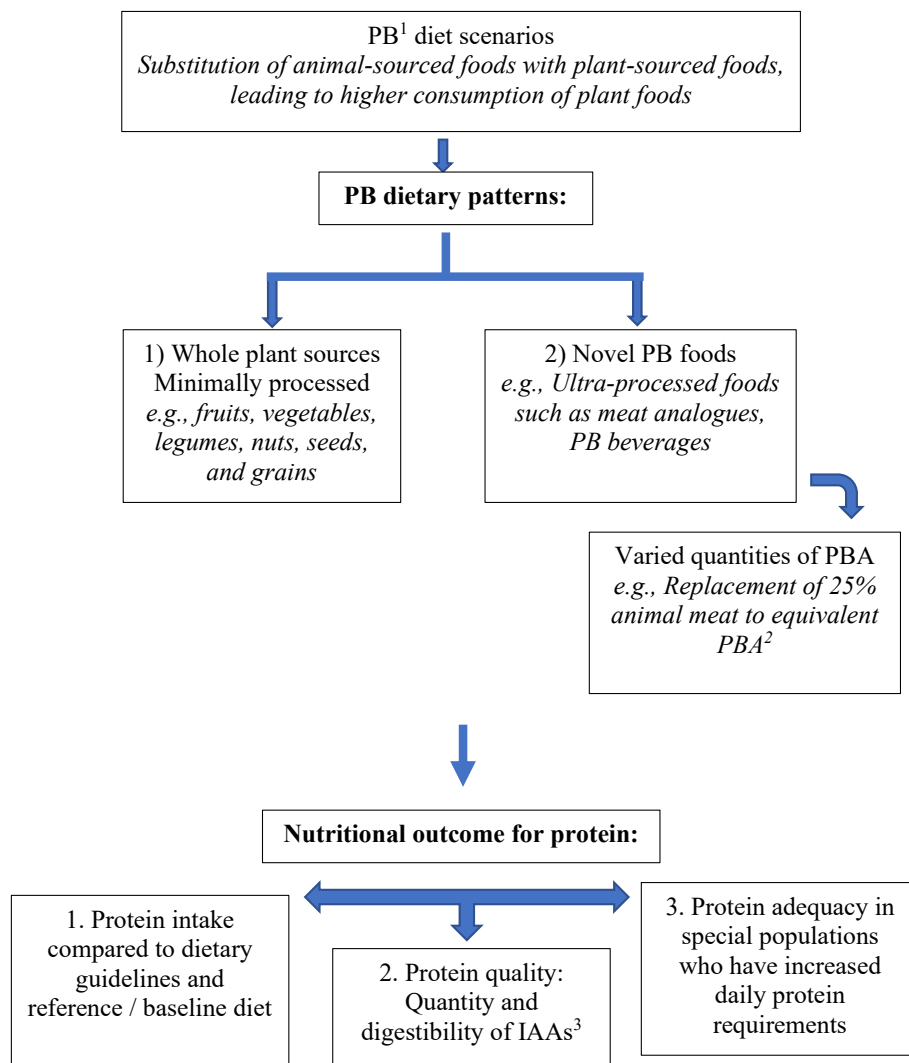 PB¹ diet scenarios
Substitution of animal-sourced foods with plant-sourced foods,
leading to higher consumption of plant foods
PB dietary patterns:
1) Whole plant sources
Minimally processed
e.g., fruits, vegetables,
legumes, nuts, seeds,
and grains
2) Novel PB foods
e.g., Ultra-processed foods
such as meat analogues,
PB beverages
Varied quantities of PBA
e.g., Replacement of 25%
animal meat to equivalent
PBA²
Nutritional outcome for protein:
1. Protein intake
compared to dietary
guidelines and
reference / baseline diet
2. Protein quality:
Quantity and
digestibility of IAAs³
3. Protein adequacy in
special populations
who have increased
daily protein
requirements